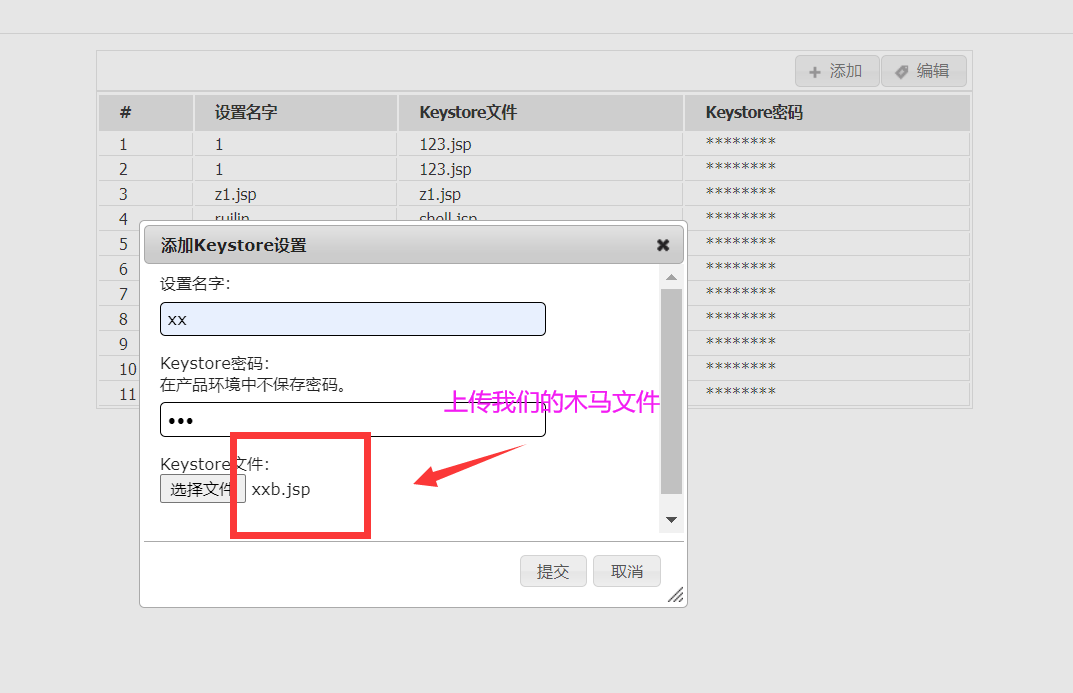 添加 编辑
# 设置名字 Keystore文件 Keystore密码
1 1 123.jsp ********
2 1 123.jsp ********
3 z1.jsp z1.jsp ********
4 ruilin shell.jsp ********
5 ********
6 ********
7 ********
8 ********
9 ********
10 ********
11 ********
添加Keystore设置
设置名字:
xx
Keystore密码:
在产品环境中不保存密码。
上传我们的木马文件
•••
Keystore文件:
选择文件 xxb.jsp
提交 取消